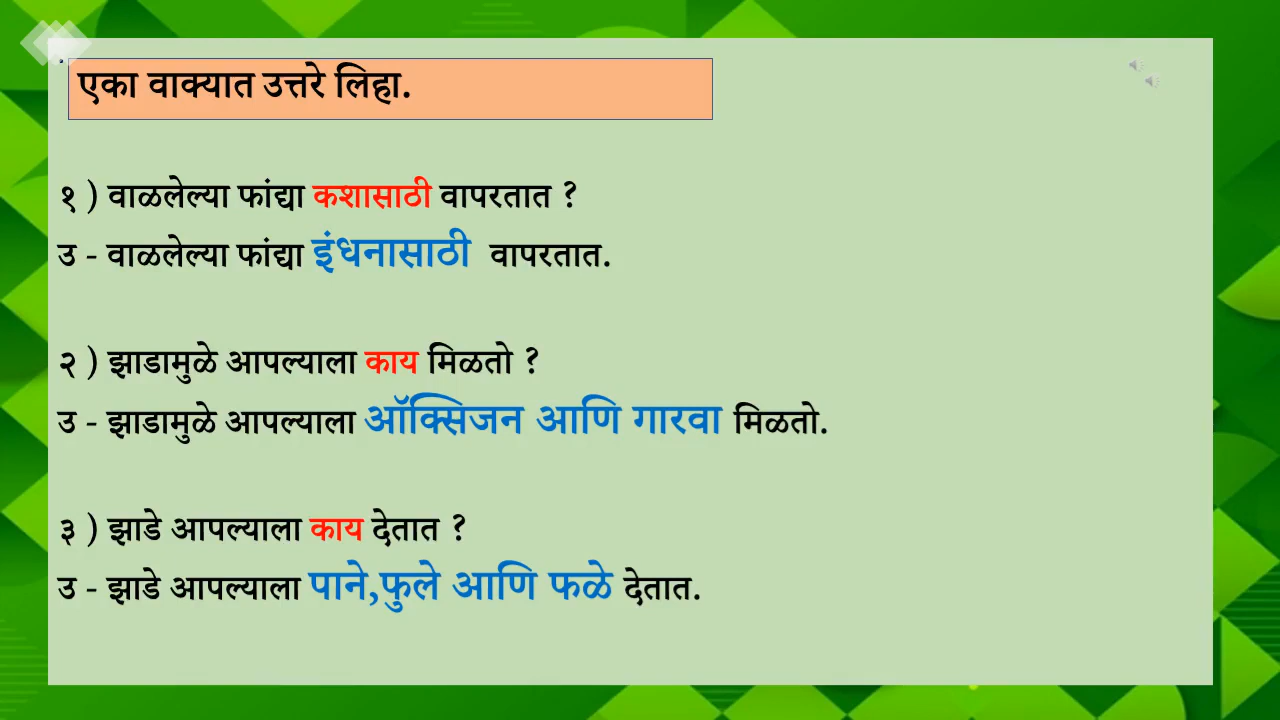 एका वाक्यात उत्तरे लिहा.
१ ) वाळलेल्या फांद्या कशासाठी वापरतात ?
उ - वाळलेल्या फांद्या इंधनासाठी वापरतात.
२ ) झाडामुळे आपल्याला काय मिळतो ?
उ - झाडामुळे आपल्याला ऑक्सिजन आणि गारवा मिळतो.
३ ) झाडे आपल्याला काय देतात ?
उ - झाडे आपल्याला पाने,फुले आणि फळे देतात.